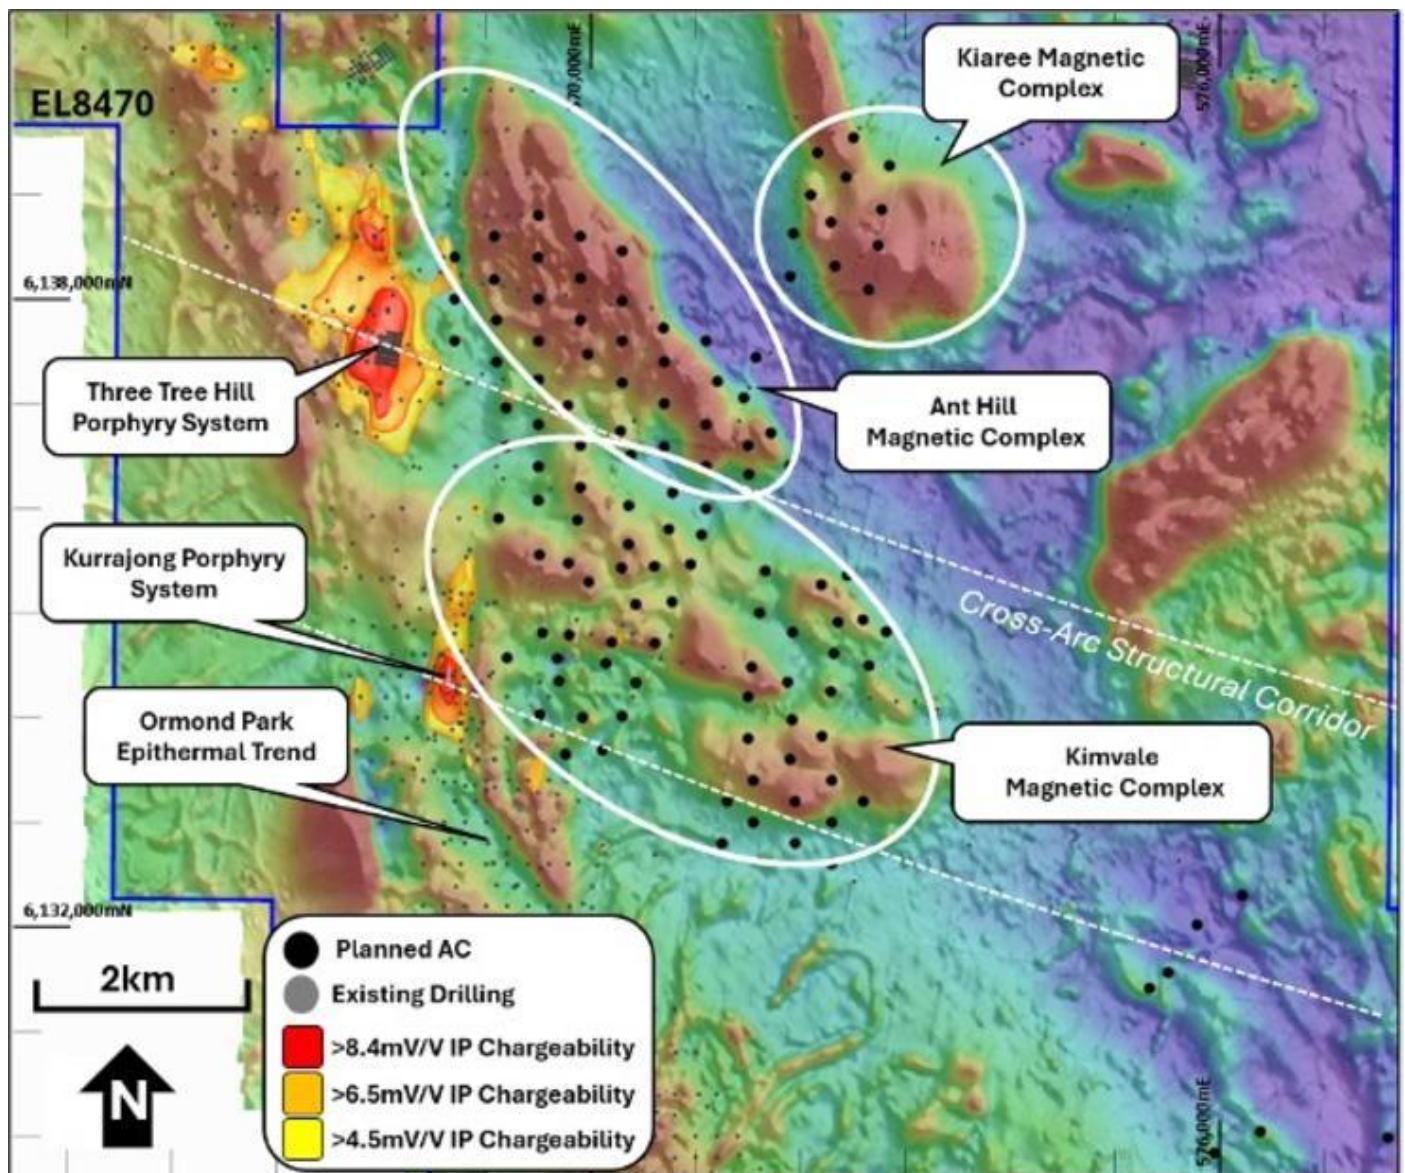 EL8470
570,000mE
576,000mE
Kiaree Magnetic
Complex
6,138,000mN
Three Tree Hill
Porphyry System
Ant Hill
Magnetic Complex
Kurrajong Porphyry
System
Cross-Arc Structural Corridor
Ormond Park
Epithermal Trend
Kimvale
Magnetic Complex
6,132,000mN
2km
N
Planned AC
Existing Drilling
>8.4mV/V IP Chargeability
>6.5mV/V IP Chargeability
>4.5mV/V IP Chargeability
576,000mE